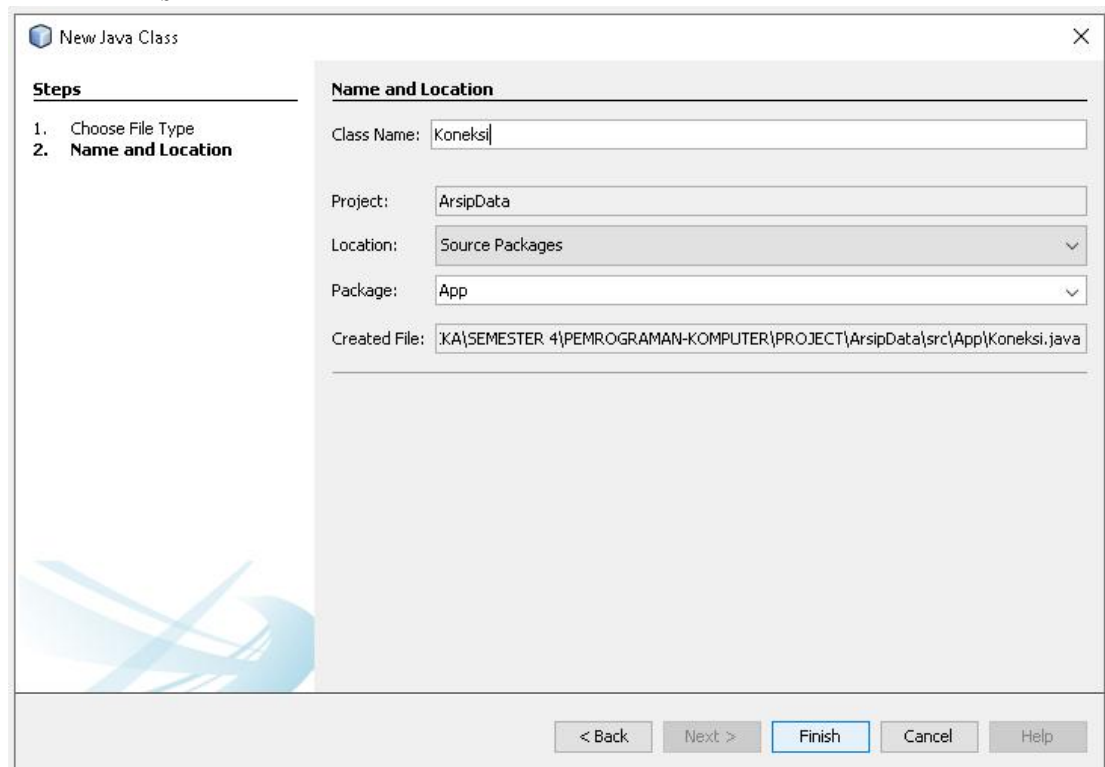 New Java Class
Steps
1. Choose File Type
2. Name and Location
Name and Location
Class Name: Koneksi
Project: ArsipData
Location: Source Packages
Package: App
Created File: KA\SEMESTER 4\PEMROGRAMAN-KOMPUTER\PROJECT\ArsipData\src\App\Koneksi.java
< Back Next > Finish Cancel Help